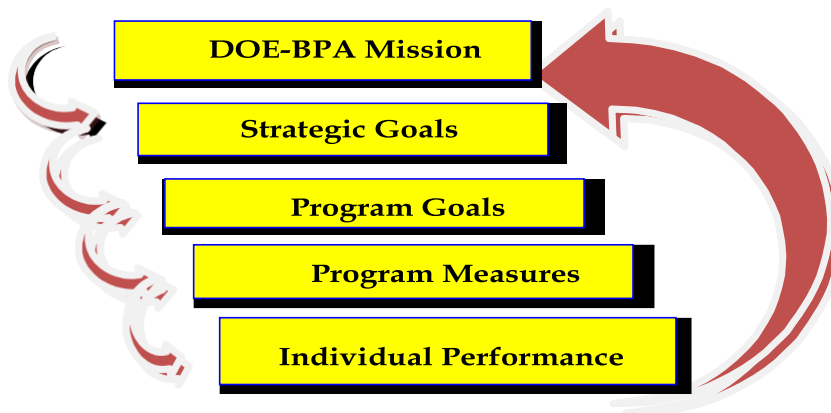 DOE-BPA Mission
Strategic Goals
Program Goals
Program Measures
Individual Performance